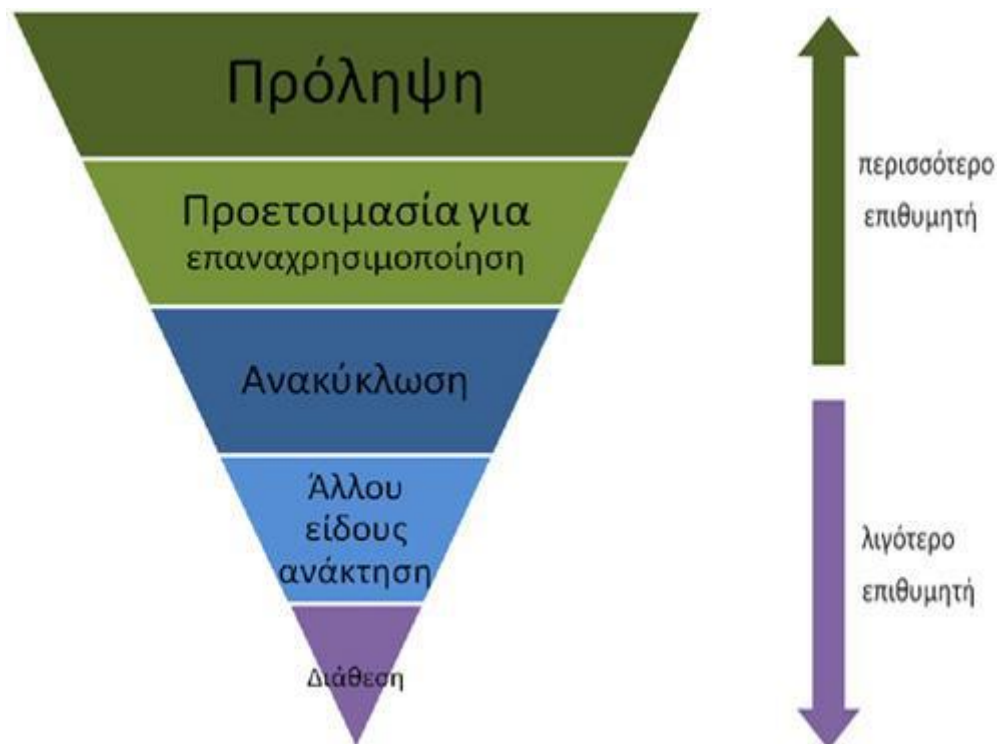 Πρόληψη
Προετοιμασία για
επαναχρησιμοποίηση
Ανακύκλωση
Άλλου
είδους
ανάκτηση
Διάθεση
περισσότερο
επιθυμητή
λιγότερο
επιθυμητή